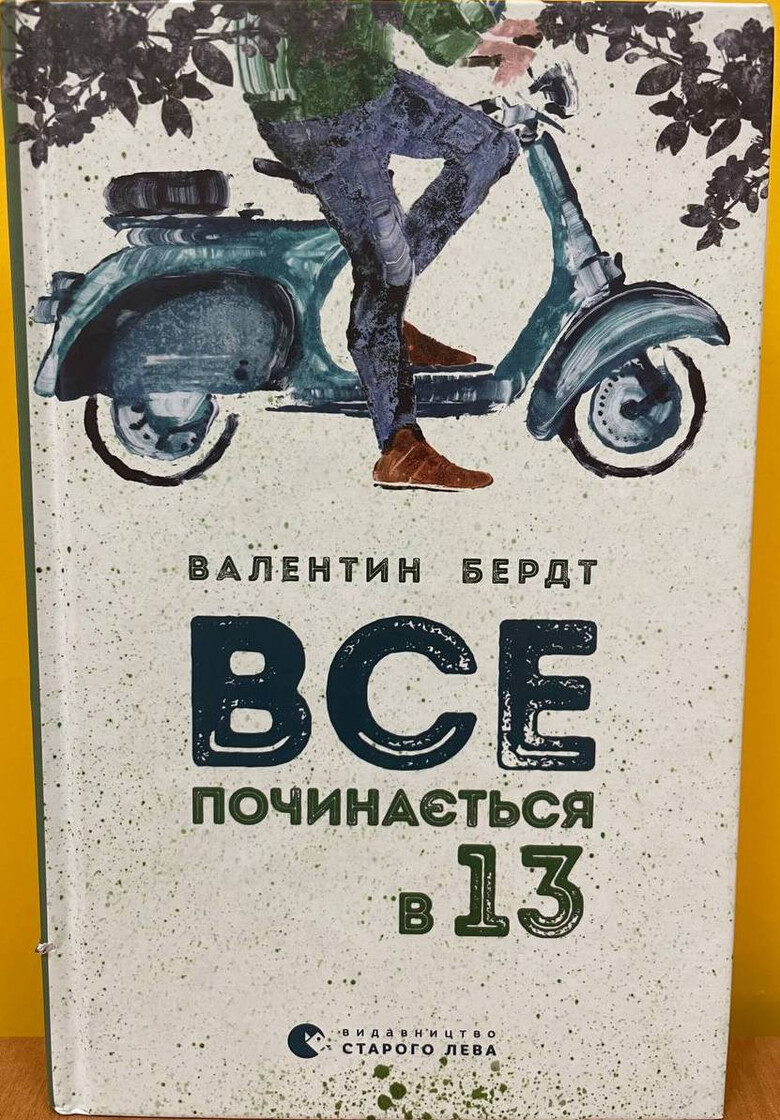 ВАЛЕНТИН БЕРДТ
ВСЕ
ПОЧИНАЄТЬСЯ
В 13
ВИДАВНИЦТВО
СТАРОГО ЛЕВА